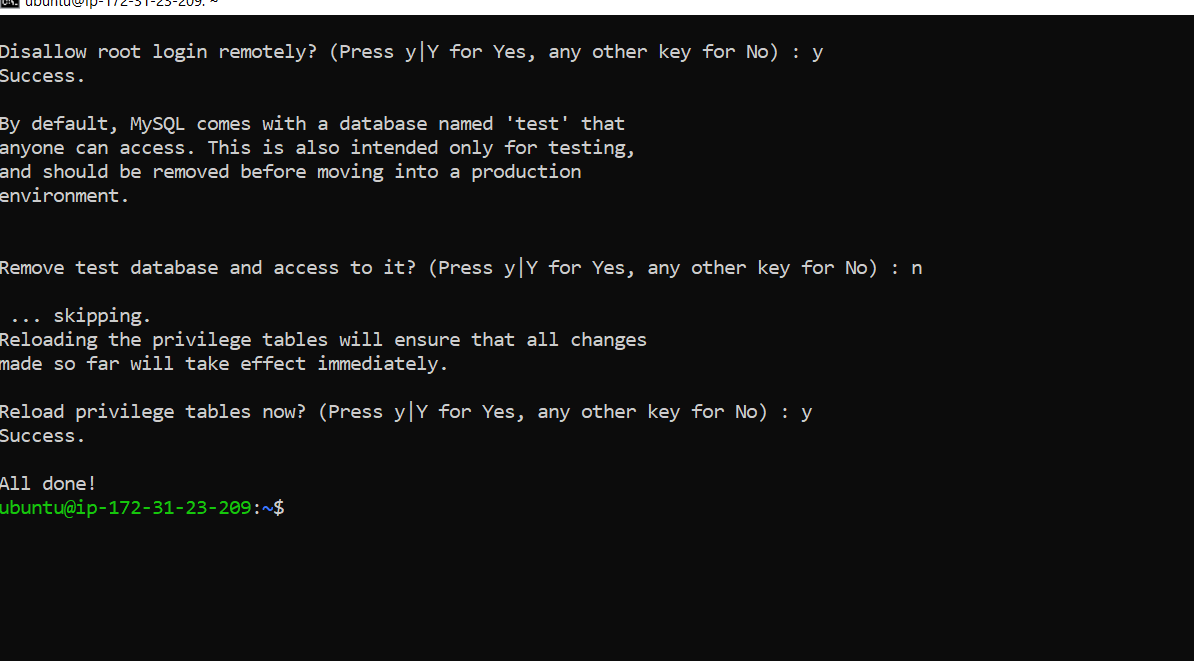 ubuntu@ip-172-31-23-209: ~
Disallow root login remotely? (Press y|Y for Yes, any other key for No) : y
Success.
By default, MySQL comes with a database named 'test' that
anyone can access. This is also intended only for testing,
and should be removed before moving into a production
environment.
Remove test database and access to it? (Press y|Y for Yes, any other key for No) : n
... skipping.
Reloading the privilege tables will ensure that all changes
made so far will take effect immediately.
Reload privilege tables now? (Press y|Y for Yes, any other key for No) : y
Success.
All done!
ubuntu@ip-172-31-23-209:~$